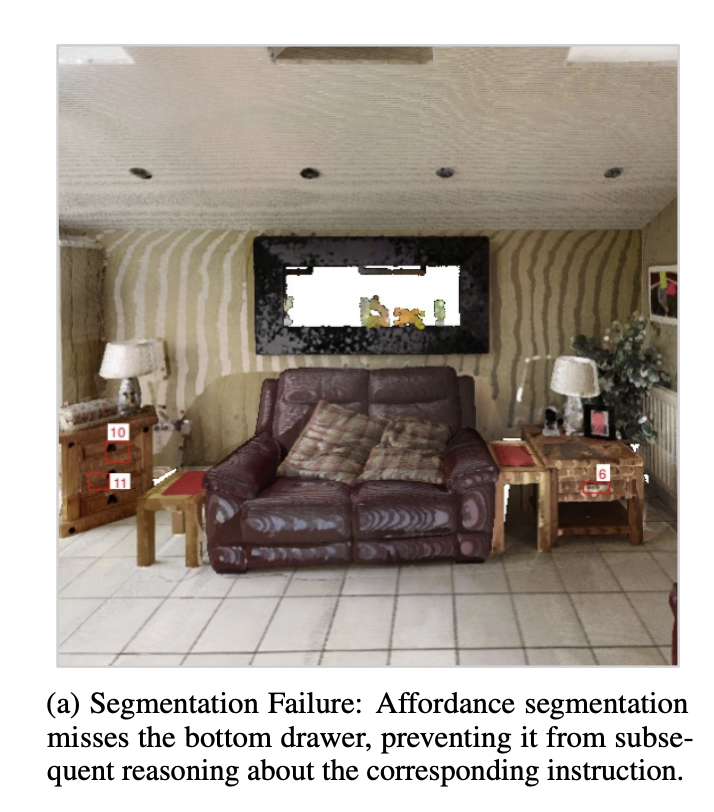 10
11
6
(a) Segmentation Failure: Affordance segmentation
misses the bottom drawer, preventing it from subse-
quent reasoning about the corresponding instruction.